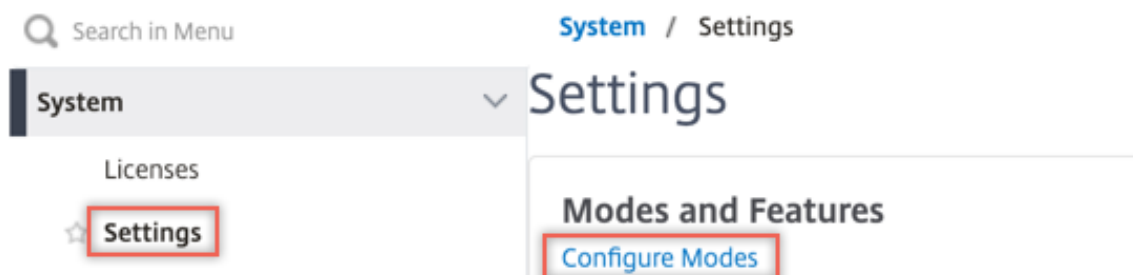 Search in Menu
System
Licenses
Settings
System / Settings
Settings
Modes and Features
Configure Modes